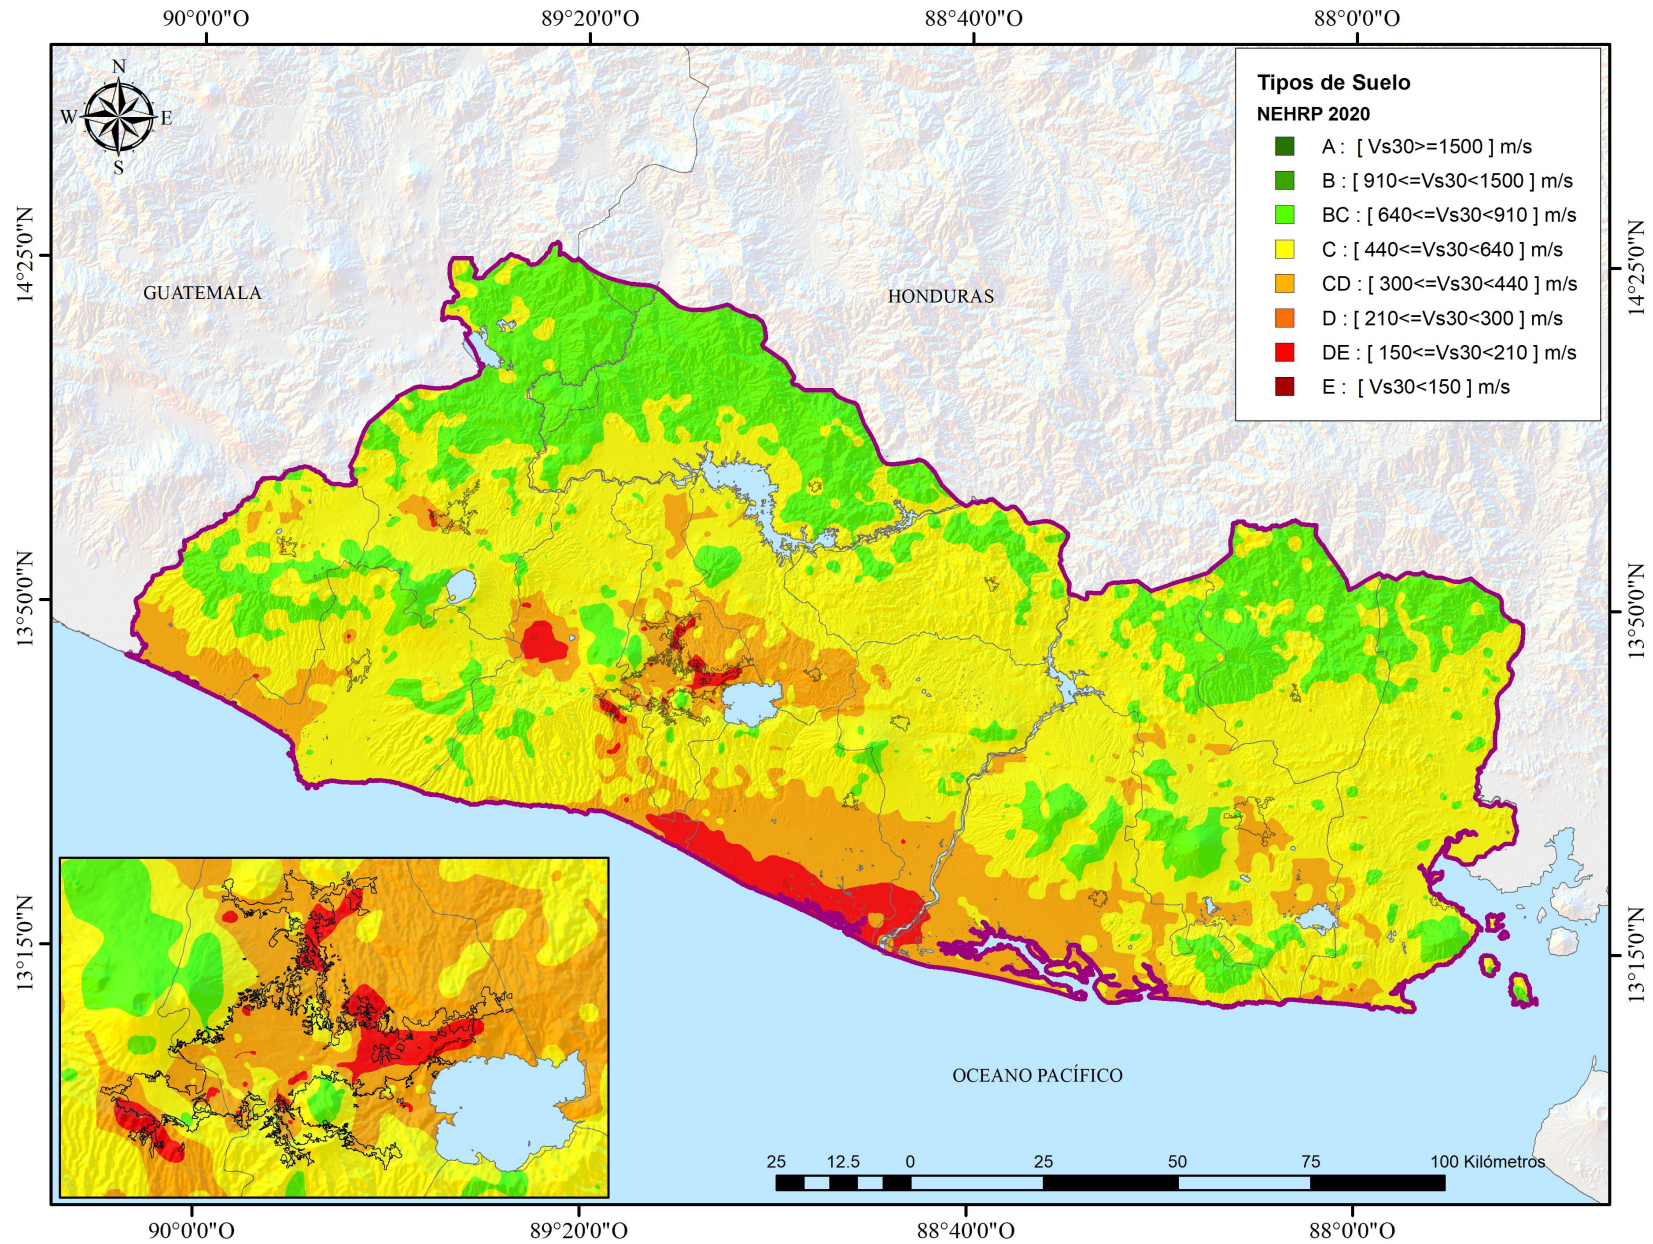 90°0'0"O
89°20'0"O
88°40'0"O
88°0'0"O
N
W
E
S
Tipos de Suelo
NEHRP 2020
A : [ Vs30>=1500 ] m/s
B : [ 910<=Vs30<1500 ] m/s
BC : [ 640<=Vs30<910 ] m/s
C : [ 440<=Vs30<640 ] m/s
CD : [ 300<=Vs30<440 ] m/s
D : [ 210<=Vs30<300 ] m/s
DE : [ 150<=Vs30<210 ] m/s
E : [ Vs30<150 ] m/s
14°25'0"N
14°25'0"N
GUATEMALA
HONDURAS
13°50'0"N
13°50'0"N
13°15'0"N
13°15'0"N
OCEANO PACÍFICO
25
12.5
0
25
50
75
100 Kilómetros
90°0'0"O
89°20'0"O
88°40'0"O
88°0'0"O